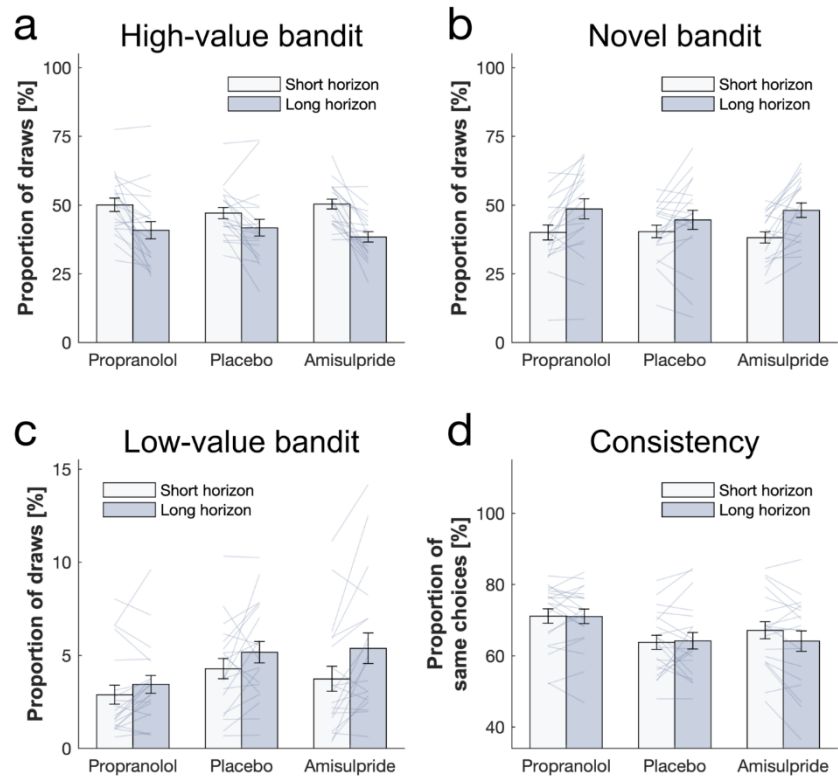 a
High-value bandit
Proportion of draws [%]
100
75
50
25
0
Short horizon
Long horizon
Propranolol Placebo Amisulpride
b
Novel bandit
Proportion of draws [%]
100
75
50
25
0
Short horizon
Long horizon
Propranolol Placebo Amisulpride
c
Low-value bandit
Proportion of draws [%]
15
10
5
0
Short horizon
Long horizon
Propranolol Placebo Amisulpride
d
Consistency
Proportion of
same choices [%]
100
80
60
40
Short horizon
Long horizon
Propranolol Placebo Amisulpride